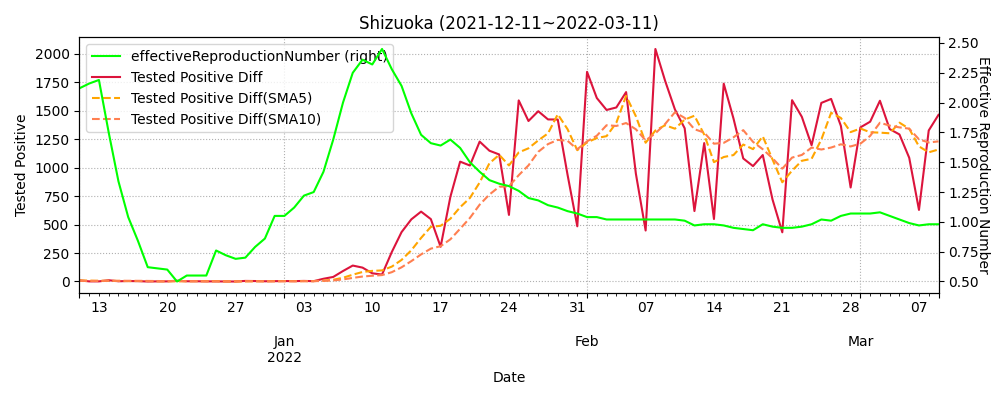 Shizuoka (2021-12-11~2022-03-11)
effectiveReproductionNumber (right)
Tested Positive Diff
Tested Positive Diff(SMA5)
Tested Positive Diff(SMA10)
Tested Positive
2000
1750
1500
1250
1000
750
500
250
0
2.50
2.25
2.00
1.75
1.50
1.25
1.00
0.75
0.50
Effective Reproduction Number
13 20 27 03 10 17 24 31 07 14 21 28 07
Jan Feb Mar
2022
Date